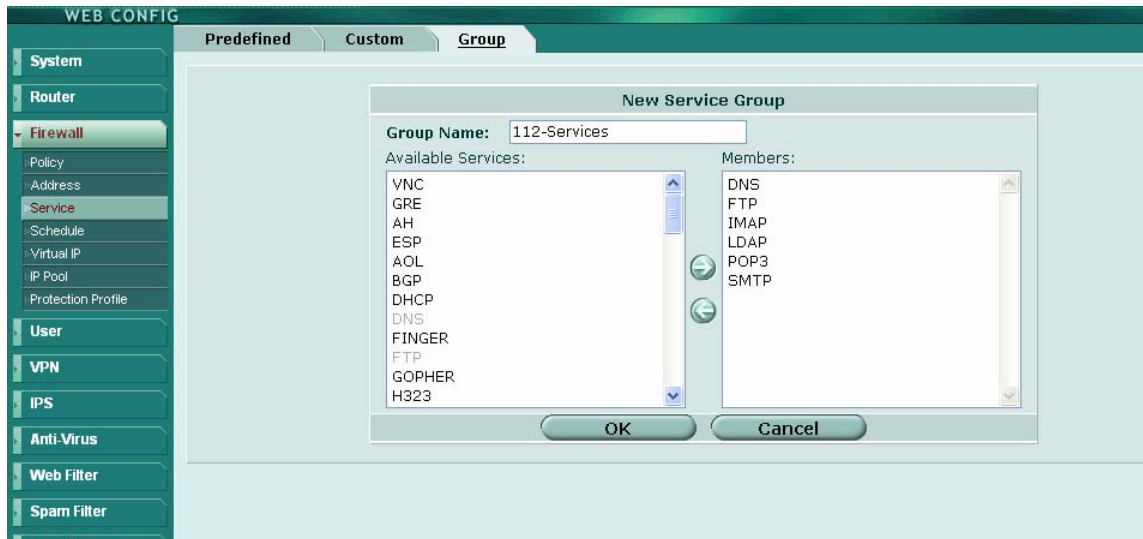 WEB CONFIG
Predefined Custom Group
System
Router
Firewall
Policy
Address
Service
Schedule
Virtual IP
IP Pool
Protection Profile
User
VPN
IPS
Anti-Virus
Web Filter
Spam Filter
New Service Group
Group Name: 112-Services
Available Services:
VNC
GRE
AH
ESP
AOL
BGP
DHCP
DNS
FINGER
FTP
GOPHER
H323
Members:
DNS
FTP
IMAP
LDAP
POP3
SMTP
OK Cancel